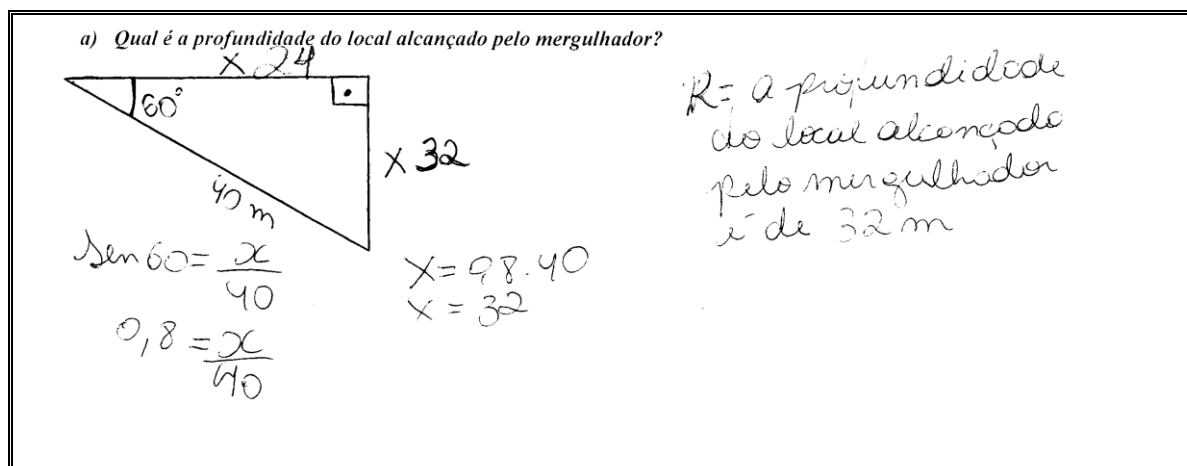 a) Qual é a profundidade do local alcançado pelo mergulhador?
x 24
60°
x 32
40 m
Sen 60 = x/40
0,8 = x/40
X = 0,8 . 40
x = 32
R = a profundidade
do local alcançado
pelo mergulhador
é de 32 m